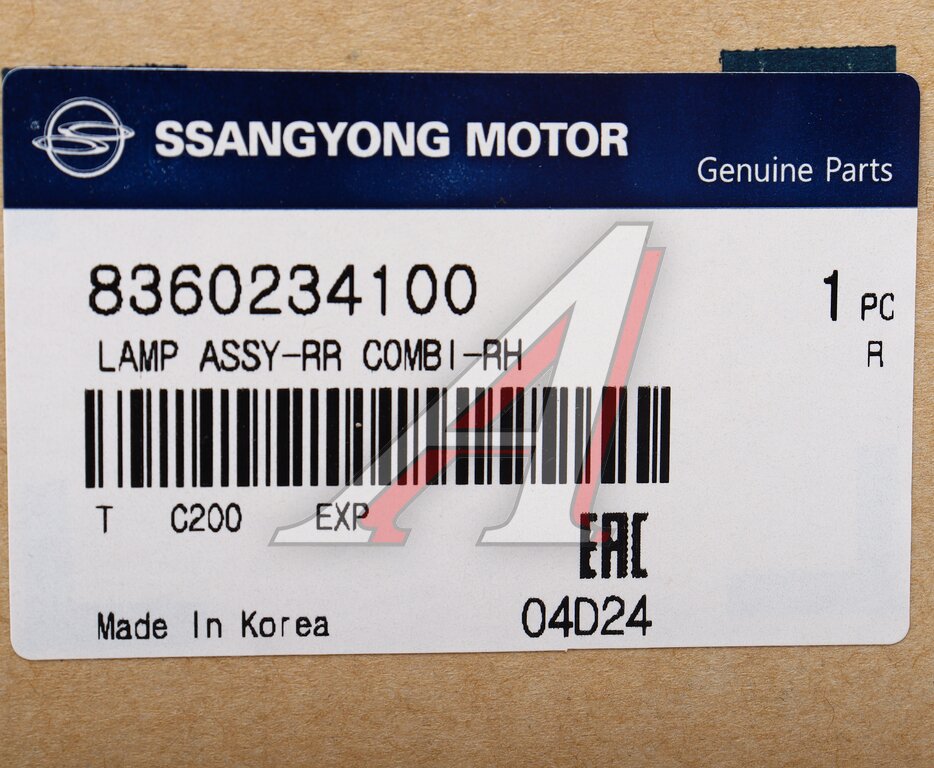 SSANGYONG MOTOR
Genuine Parts
8360234100 1 PC
LAMP ASSY-RR COMBI-RH R
T C200 EXP
EAC
Made In Korea 04D24